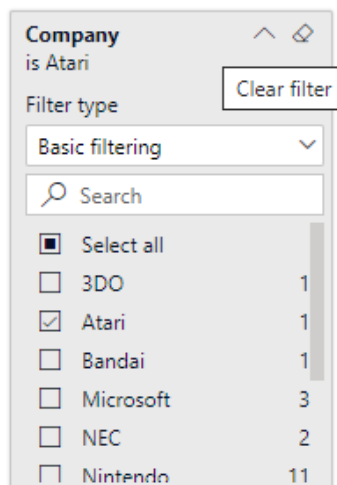 Company
is Atari
Clear filter
Filter type
Basic filtering
Search
Select all
3DO 1
Atari 1
Bandai 1
Microsoft 3
NEC 2
Nintendo 11